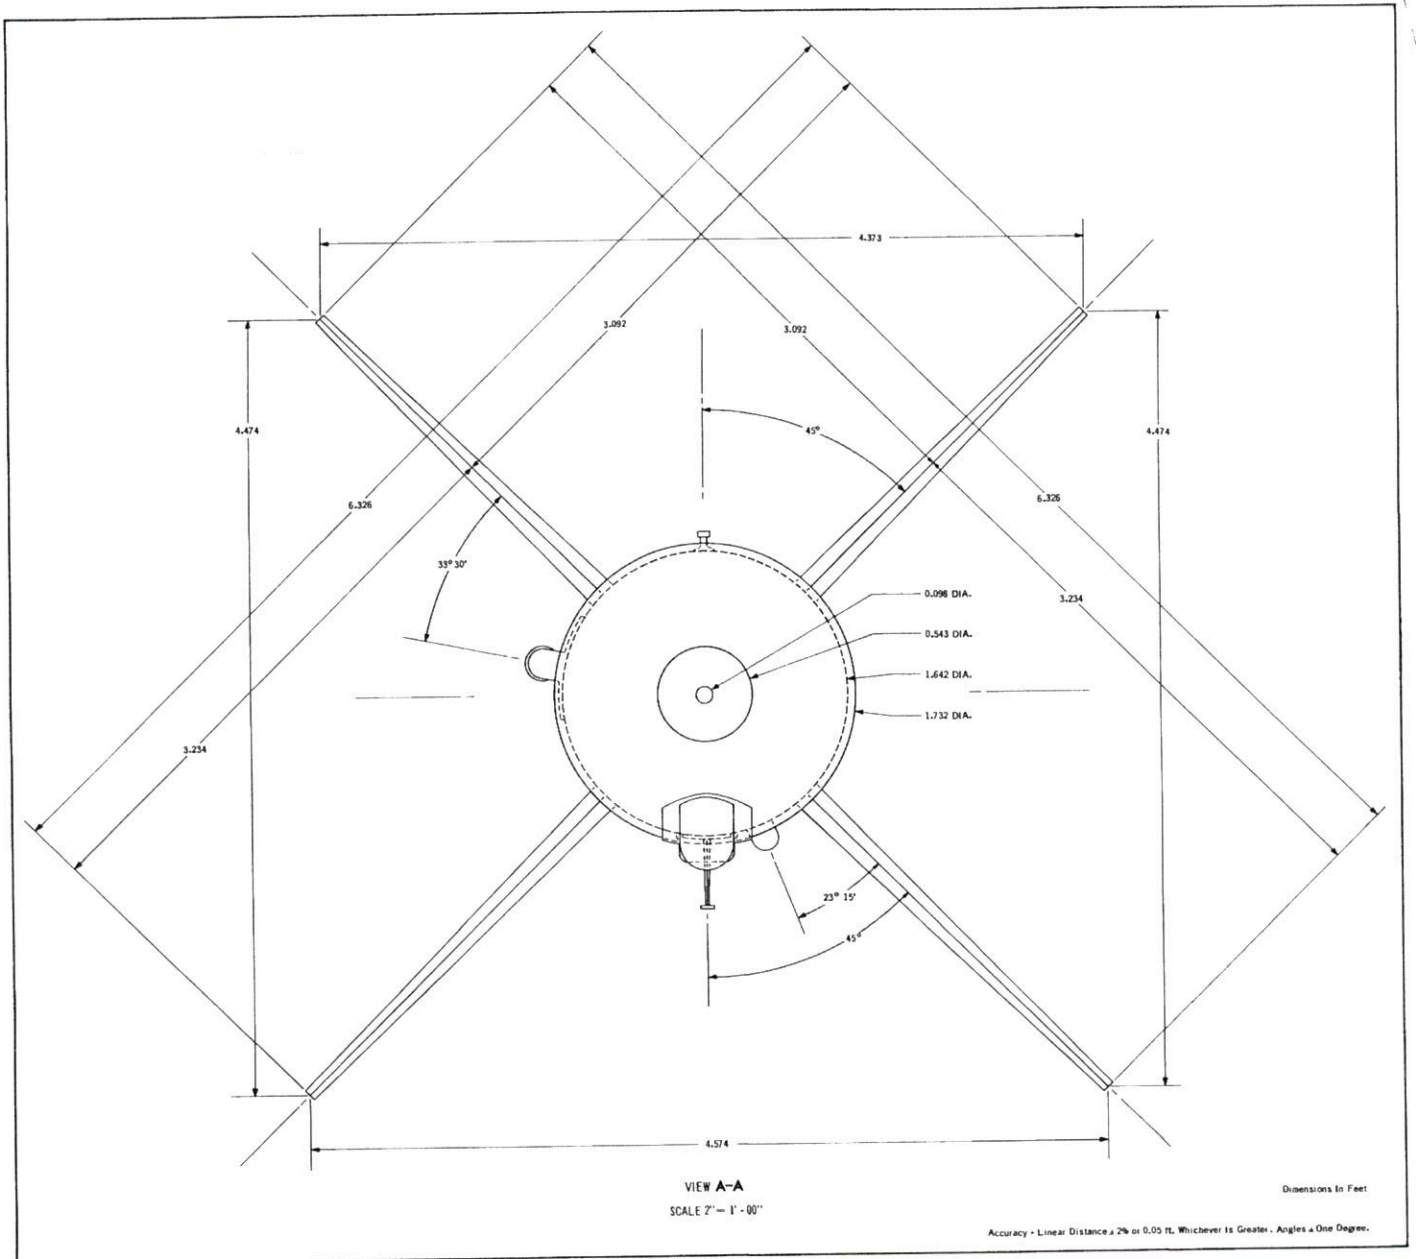 4.373
3.092
3.092
4.474
45°
4.474
6.326
6.326
33° 30'
0.098 DIA.
3.234
0.543 DIA.
1.642 DIA.
1.732 DIA.
3.234
23° 15'
45°
4.574
VIEW A-A
SCALE 2" = 1' - 00"
Dimensions In Feet
Accuracy - Linear Distance ± 2% or 0.05 ft. Whichever Is Greater. Angles ± One Degree.